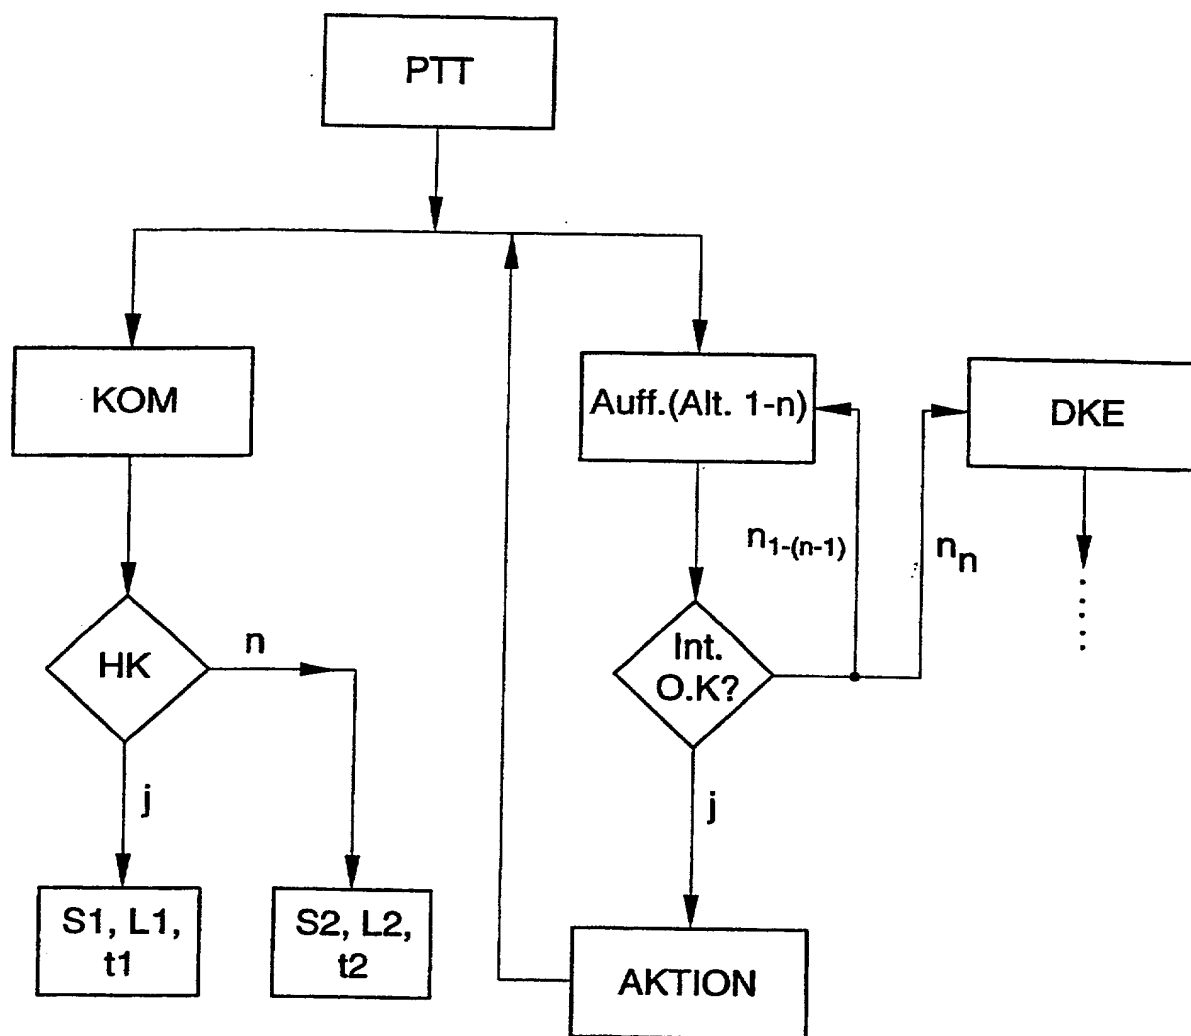 PTT
KOM
Auff.(Alt. 1-n)
DKE
n1-(n-1)
nn
HK
n
Int.
O.K?
j
j
S1, L1,
t1
S2, L2,
t2
AKTION